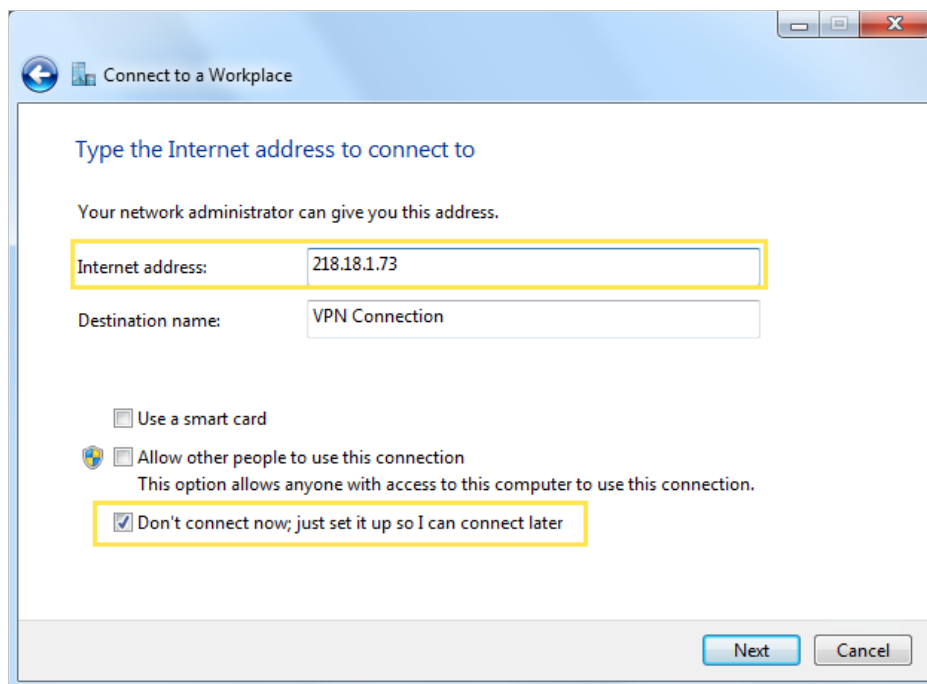 Connect to a Workplace
Type the Internet address to connect to
Your network administrator can give you this address.
Internet address: 218.18.1.73
Destination name: VPN Connection
Use a smart card
Allow other people to use this connection
This option allows anyone with access to this computer to use this connection.
Don't connect now; just set it up so I can connect later
Next Cancel